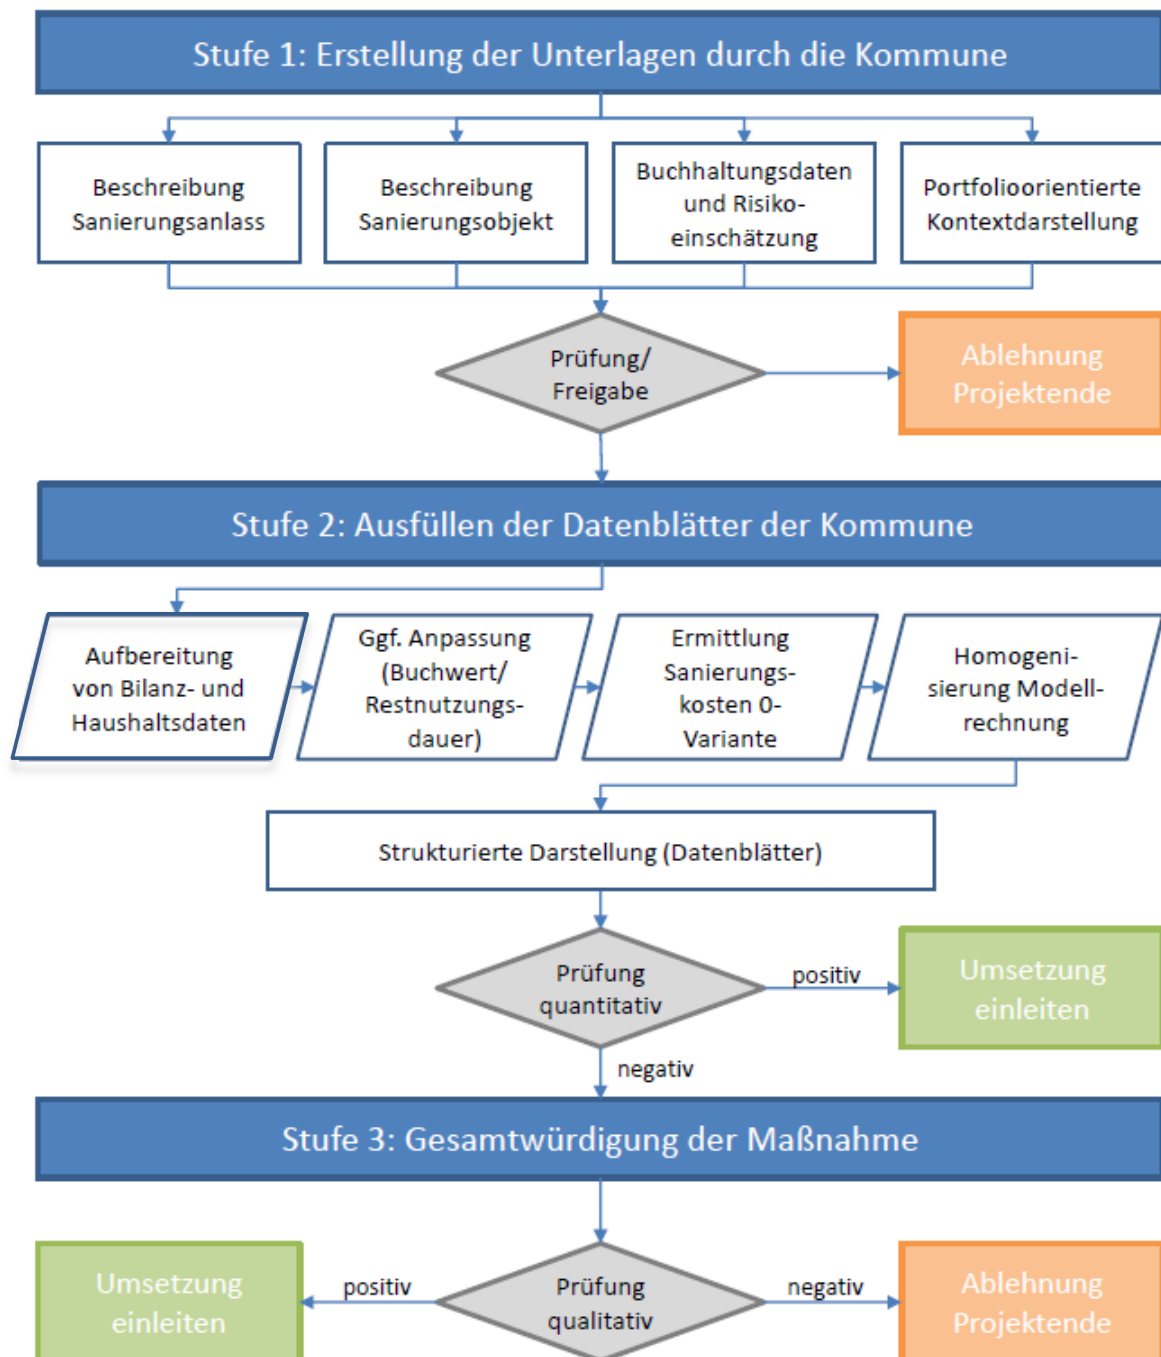 Stufe 1: Erstellung der Unterlagen durch die Kommune
Beschreibung
Sanierungsanlass
Beschreibung
Sanierungsobjekt
Buchhaltungsdaten
und Risiko-
einschätzung
Portfolioorientierte
Kontextdarstellung
Prüfung/
Freigabe
Ablehnung
Projektende
Stufe 2: Ausfüllen der Datenblätter der Kommune
Aufbereitung
von Bilanz- und
Haushaltsdaten
Ggf. Anpassung
(Buchwert/
Restnutzungs-
dauer)
Ermittlung
Sanierungs-
kosten 0-
Variante
Homogeni-
sierung Modell-
rechnung
Strukturierte Darstellung (Datenblätter)
Prüfung
quantitativ
positiv
Umsetzung
einleiten
negativ
Stufe 3: Gesamtwürdigung der Maßnahme
Umsetzung
einleiten
positiv
Prüfung
qualitativ
negativ
Ablehnung
Projektende